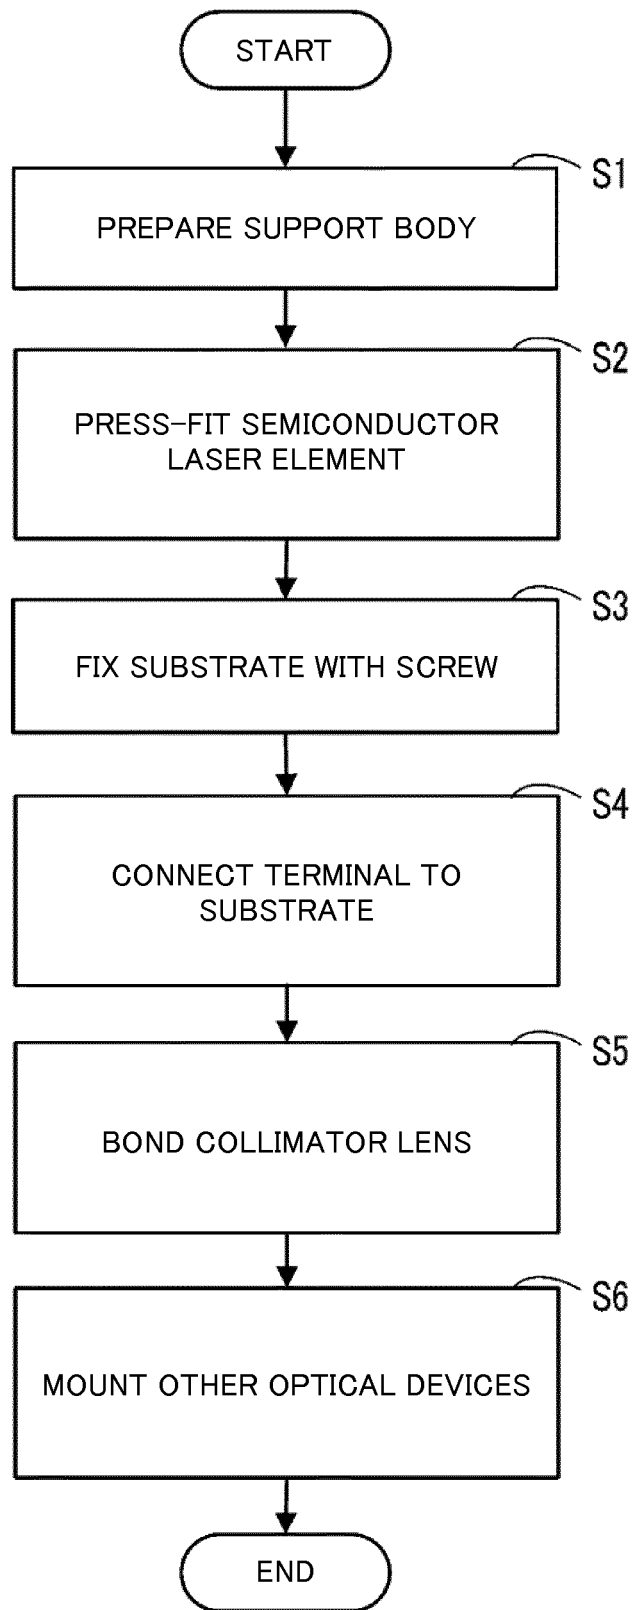 START
S1
PREPARE SUPPORT BODY
S2
PRESS-FIT SEMICONDUCTOR
LASER ELEMENT
S3
FIX SUBSTRATE WITH SCREW
S4
CONNECT TERMINAL TO
SUBSTRATE
S5
BOND COLLIMATOR LENS
S6
MOUNT OTHER OPTICAL DEVICES
END